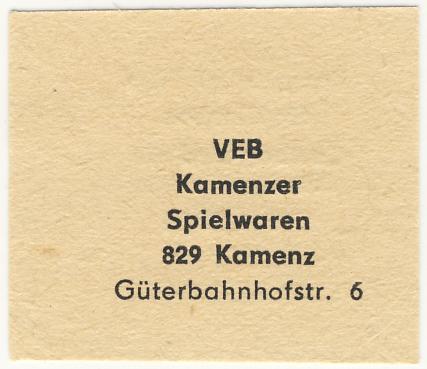 VEB
Kamenzer
Spielwaren
829 Kamenz
Güterbahnhofstr. 6